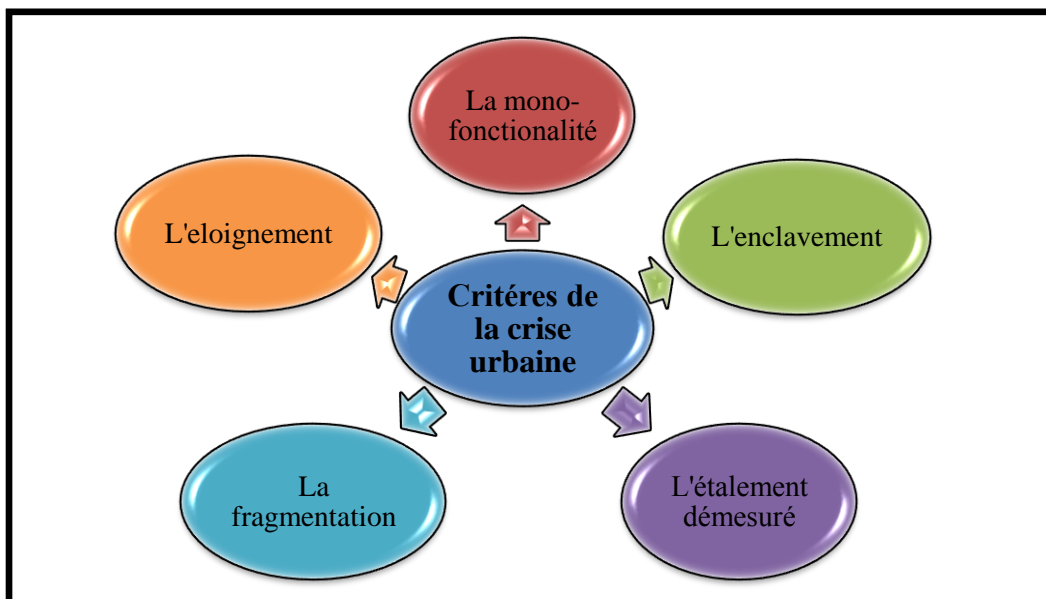 La mono-
fonctionalité
L'eloignement
L'enclavement
Critéres de
la crise
urbaine
La
fragmentation
L'étalement
démesuré